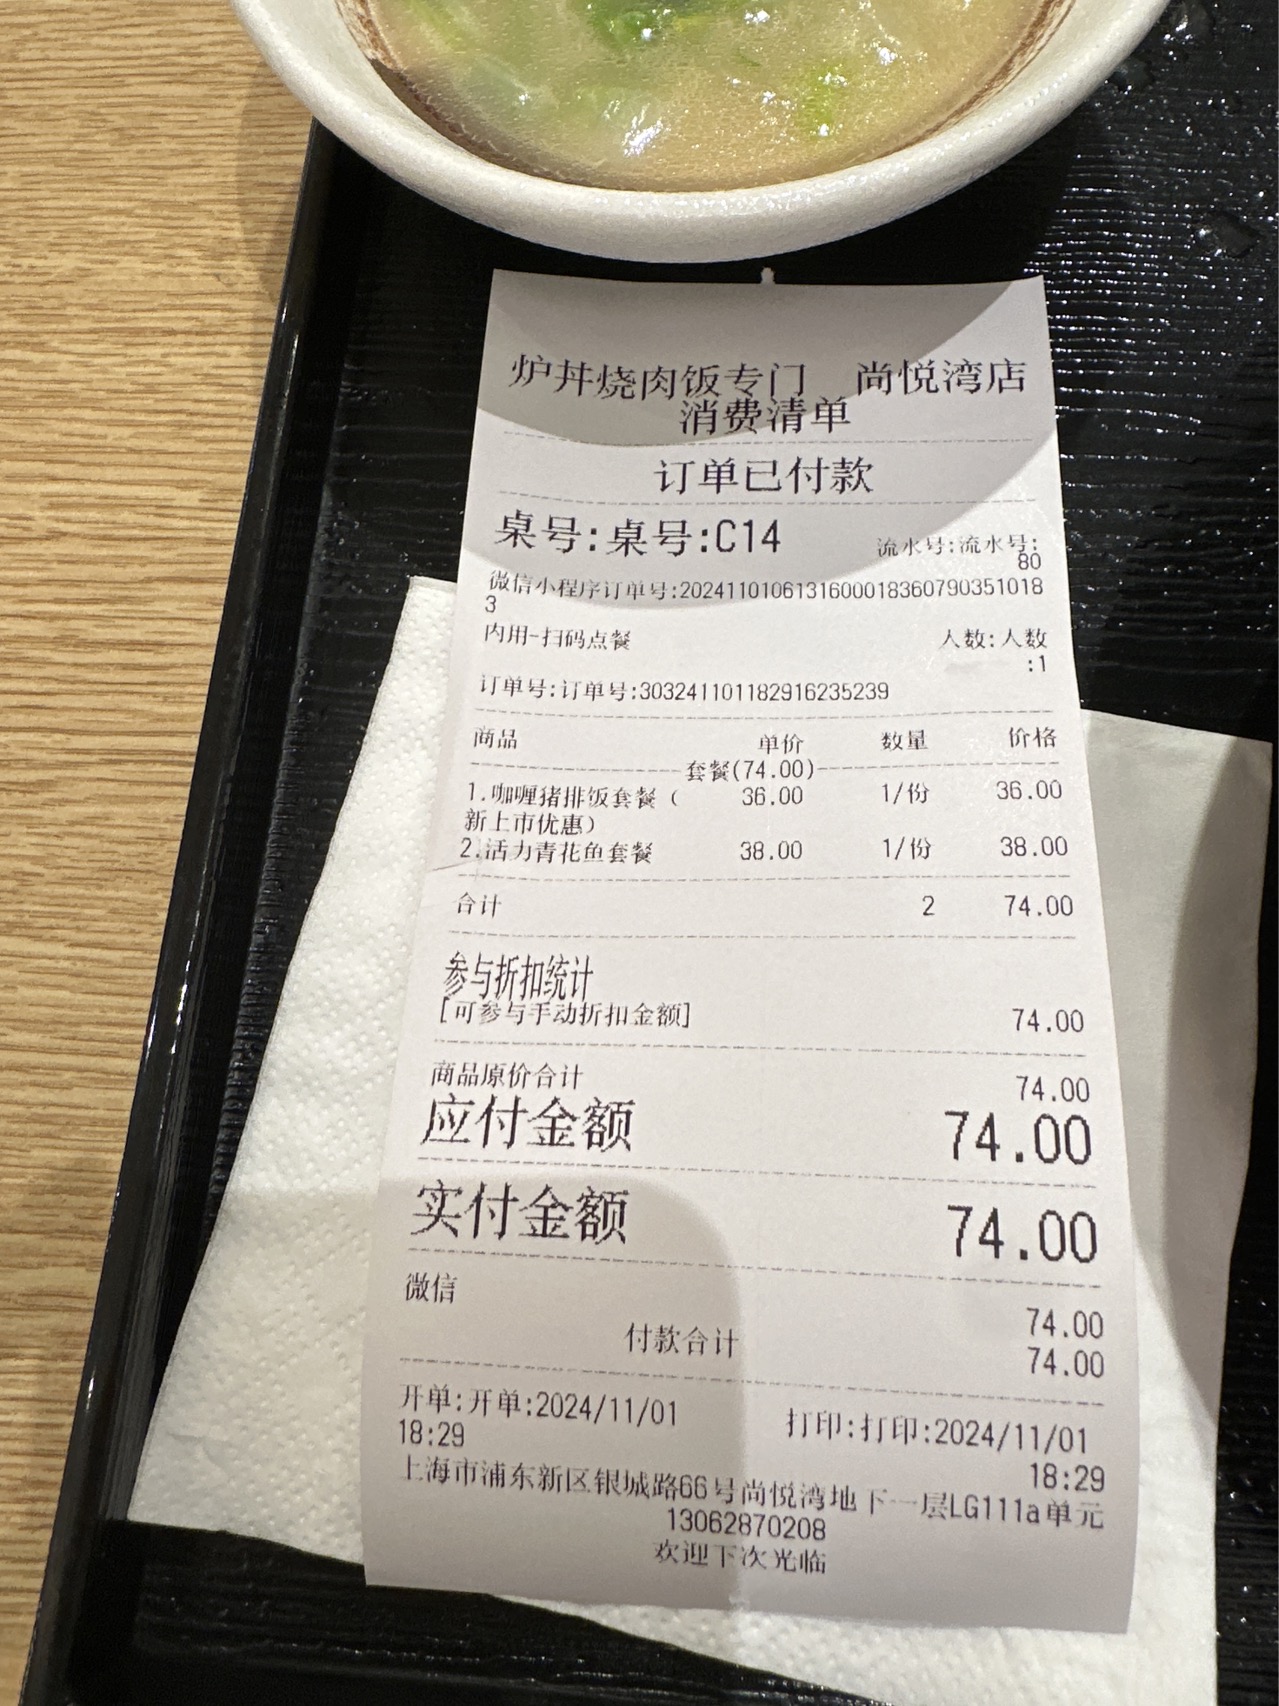 炉丼烧肉饭专门 尚悦湾店
消费清单
订单已付款
桌号:桌号:C14 流水号:流水号:
80
微信小程序订单号:2024110106131600018360790351018
3
内用-扫码点餐 人数:人数
:1
订单号:订单号:303241101182916235239
商品 单价 数量 价格
套餐(74.00)
1.咖喱猪排饭套餐( 36.00 1/份 36.00
新上市优惠)
2.活力青花鱼套餐 38.00 1/份 38.00
合计 2 74.00
参与折扣统计
[可参与手动折扣金额] 74.00
商品原价合计 74.00
应付金额 74.00
实付金额 74.00
微信 74.00
付款合计 74.00
开单:开单:2024/11/01 打印:打印:2024/11/01
18:29 18:29
上海市浦东新区银城路66号尚悦湾地下一层LG111a单元
13062870208
欢迎下次光临